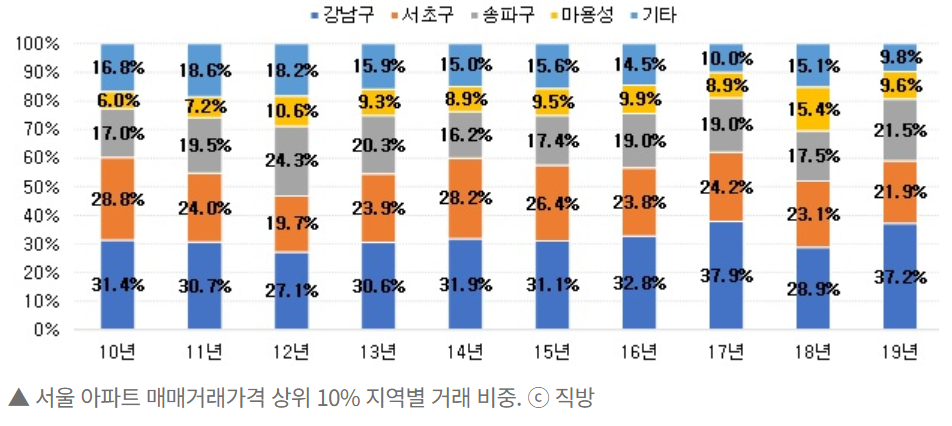 강남구 서초구 송파구 마용성 기타
100% 16.8% 18.6% 18.2% 15.9% 15.0% 15.6% 14.5% 10.0% 15.1% 9.8%
90% 6.0% 7.2% 10.6% 9.3% 8.9% 9.5% 9.9% 8.9% 15.4% 9.6%
80%
70% 17.0% 19.5% 24.3% 20.3% 16.2% 17.4% 19.0% 19.0% 17.5% 21.5%
60%
50% 28.8% 24.0% 19.7% 23.9% 28.2% 26.4% 23.8% 24.2% 23.1% 21.9%
40%
30%
20% 31.4% 30.7% 27.1% 30.6% 31.9% 31.1% 32.8% 37.9% 28.9% 37.2%
10%
0%
10년 11년 12년 13년 14년 15년 16년 17년 18년 19년
▲ 서울 아파트 매매거래가격 상위 10% 지역별 거래 비중. ⓒ 직방